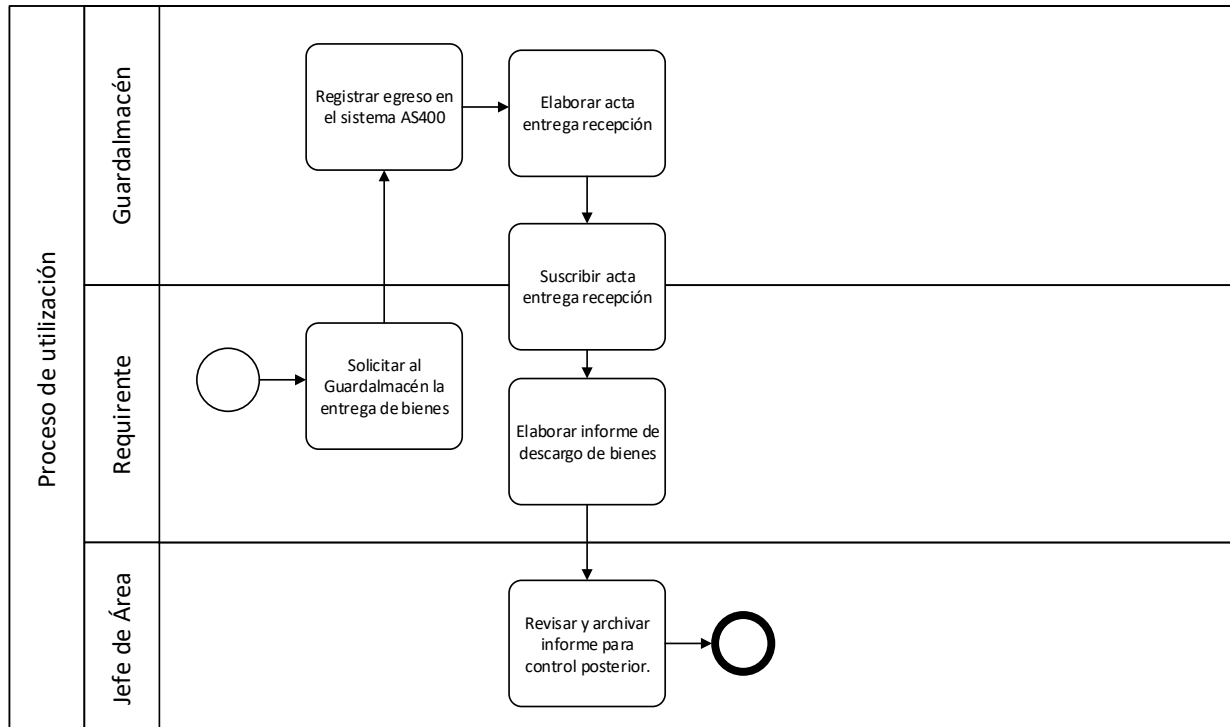 Proceso de utilización
Guardalmacén
Registrar egreso en
el sistema AS400
Elaborar acta
entrega recepción
Suscribir acta
entrega recepción
Requirente
Solicitar al
Guardalmacén la
entrega de bienes
Elaborar informe de
descargo de bienes
Jefe de Área
Revisar y archivar
informe para
control posterior.